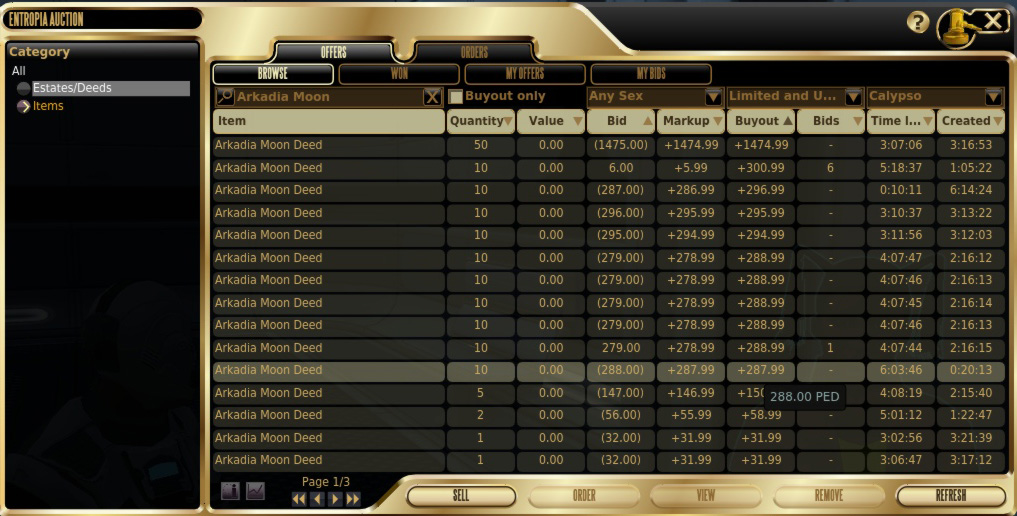 ENTROPIA AUCTION
?
X
Category
All
Estates/Deeds
Items
OFFERS ORDERS
BROWSE WON MY OFFERS MY BIDS
Arkadia Moon X Buyout only Any Sex Limited and U... Calypso
Item Quantity Value Bid Markup Buyout Bids Time l... Created
Arkadia Moon Deed 50 0.00 (1475.00) +1474.99 +1474.99 - 3:07:06 3:16:53
Arkadia Moon Deed 10 0.00 6.00 +5.99 +300.99 6 5:18:37 1:05:22
Arkadia Moon Deed 10 0.00 (287.00) +286.99 +296.99 - 0:10:11 6:14:24
Arkadia Moon Deed 10 0.00 (296.00) +295.99 +295.99 - 3:10:37 3:13:22
Arkadia Moon Deed 10 0.00 (295.00) +294.99 +294.99 - 3:11:56 3:12:03
Arkadia Moon Deed 10 0.00 (279.00) +278.99 +288.99 - 4:07:47 2:16:12
Arkadia Moon Deed 10 0.00 (279.00) +278.99 +288.99 - 4:07:46 2:16:13
Arkadia Moon Deed 10 0.00 (279.00) +278.99 +288.99 - 4:07:45 2:16:14
Arkadia Moon Deed 10 0.00 (279.00) +278.99 +288.99 - 4:07:46 2:16:13
Arkadia Moon Deed 10 0.00 279.00 +278.99 +288.99 1 4:07:44 2:16:15
Arkadia Moon Deed 10 0.00 (288.00) +287.99 +287.99 - 6:03:46 0:20:13
Arkadia Moon Deed 5 0.00 (147.00) +146.99 +150 4:08:19 2:15:40
288.00 PED
Arkadia Moon Deed 2 0.00 (56.00) +55.99 +58.99 - 5:01:12 1:22:47
Arkadia Moon Deed 1 0.00 (32.00) +31.99 +31.99 - 3:02:56 3:21:39
Arkadia Moon Deed 1 0.00 (32.00) +31.99 +31.99 - 3:06:47 3:17:12
Page 1/3
SELL ORDER VIEW REMOVE REFRESH